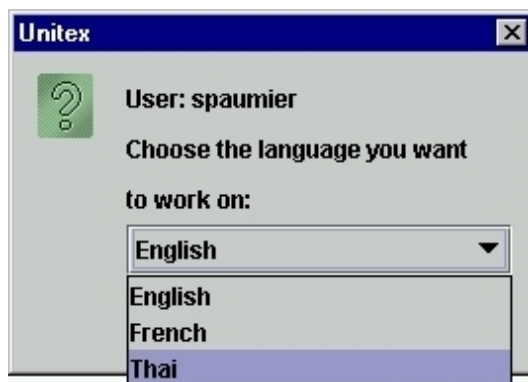 Unitex
User: spaumier
Choose the language you want
to work on:
English
English
French
Thai